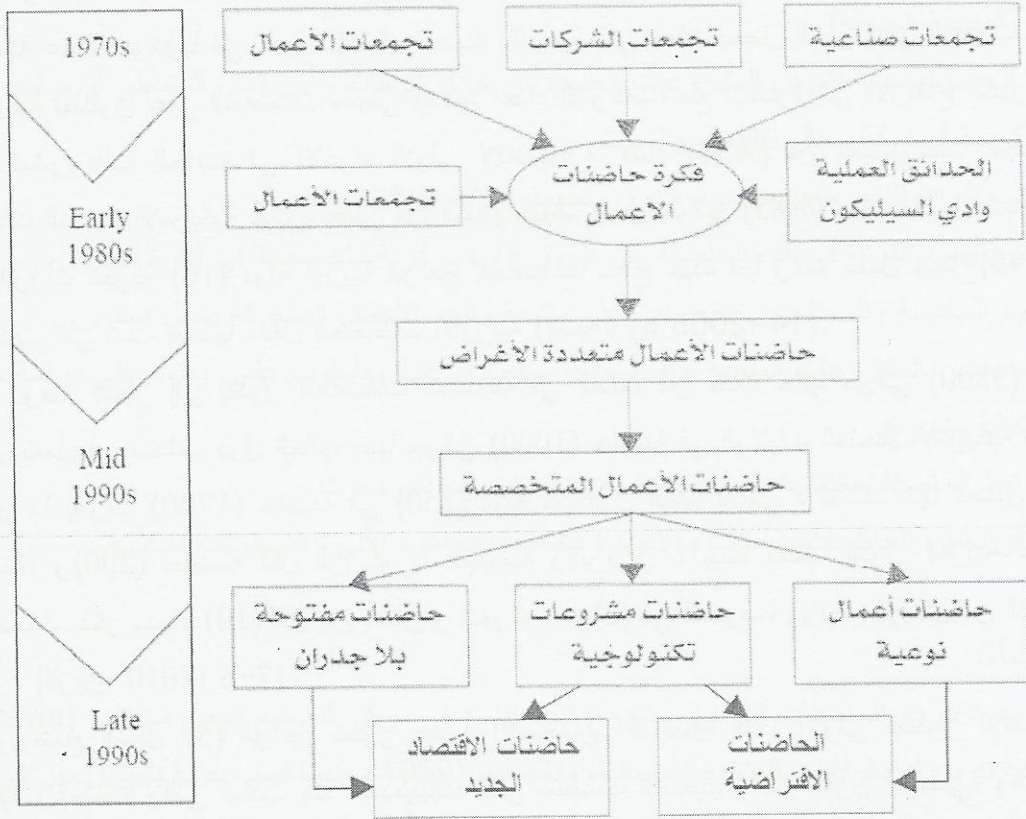 1970s
تجمعات صناعية
تجمعات الشركات
تجمعات الأعمال
Early
1980s
الحدائق العملية
وادي السيليكون
فكرة حاضنات
الاعمال
تجمعات الأعمال
حاضنات الأعمال متعددة الأغراض
Mid
1990s
حاضنات الأعمال المتخصصة
حاضنات أعمال
نوعية
حاضنات مشروعات
تكنولوجية
حاضنات مفتوحة
بلا جدران
Late
1990s
الحاضنات
الافتراضية
حاضنات الاقتصاد
الجديد